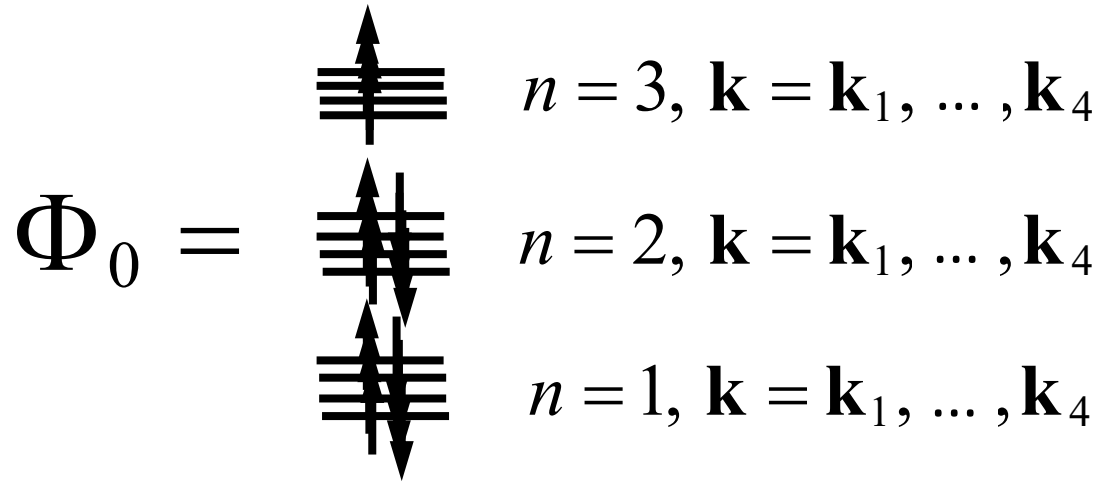 n = 3, k = k₁, ... , k₄
Φ₀ =
n = 2, k = k₁, ... , k₄
n = 1, k = k₁, ... , k₄